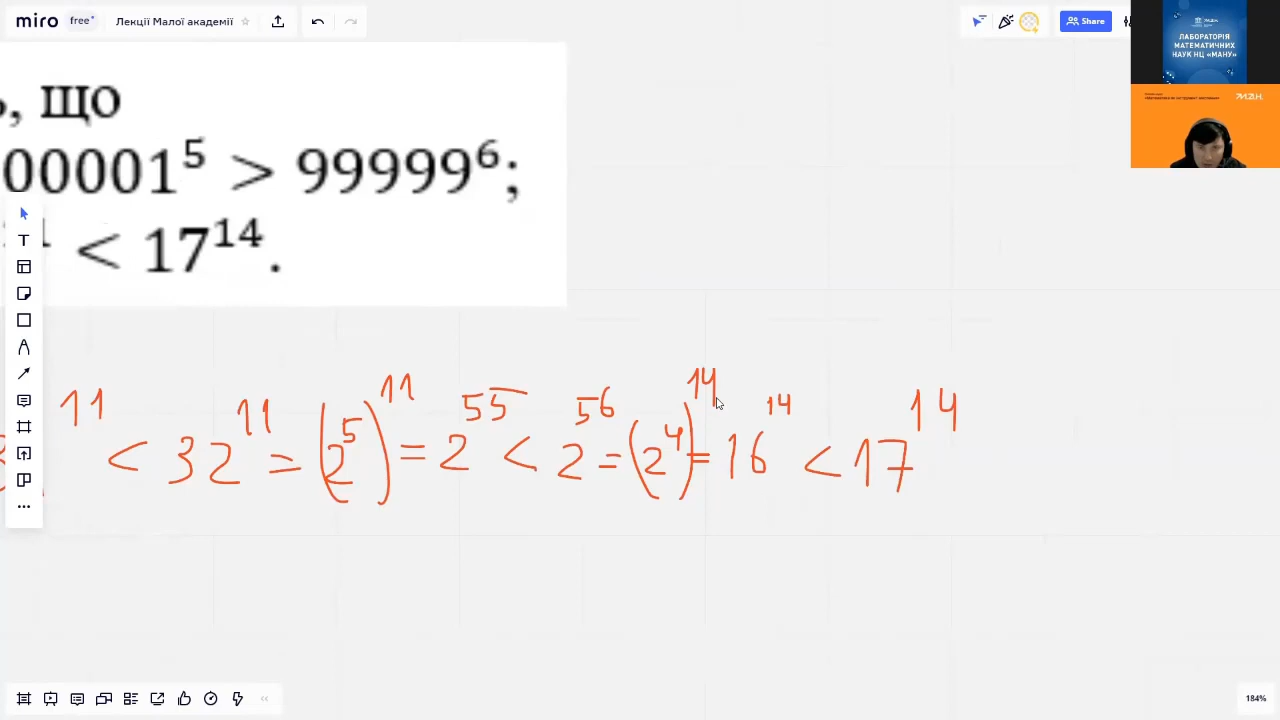 miro free Лекції Малої академії Share
ЛАБОРАТОРІЯ
МАТЕМАТИЧНИХ
НАУК НЦ «МАНУ»
, що
000001⁵ > 99999⁶;
< 17¹⁴.
¹¹ < 32¹¹ = (2⁵)¹¹ = 2⁵⁵ < 2⁵⁶ = (2⁴)¹⁴ = 16¹⁴ < 17¹⁴
184%